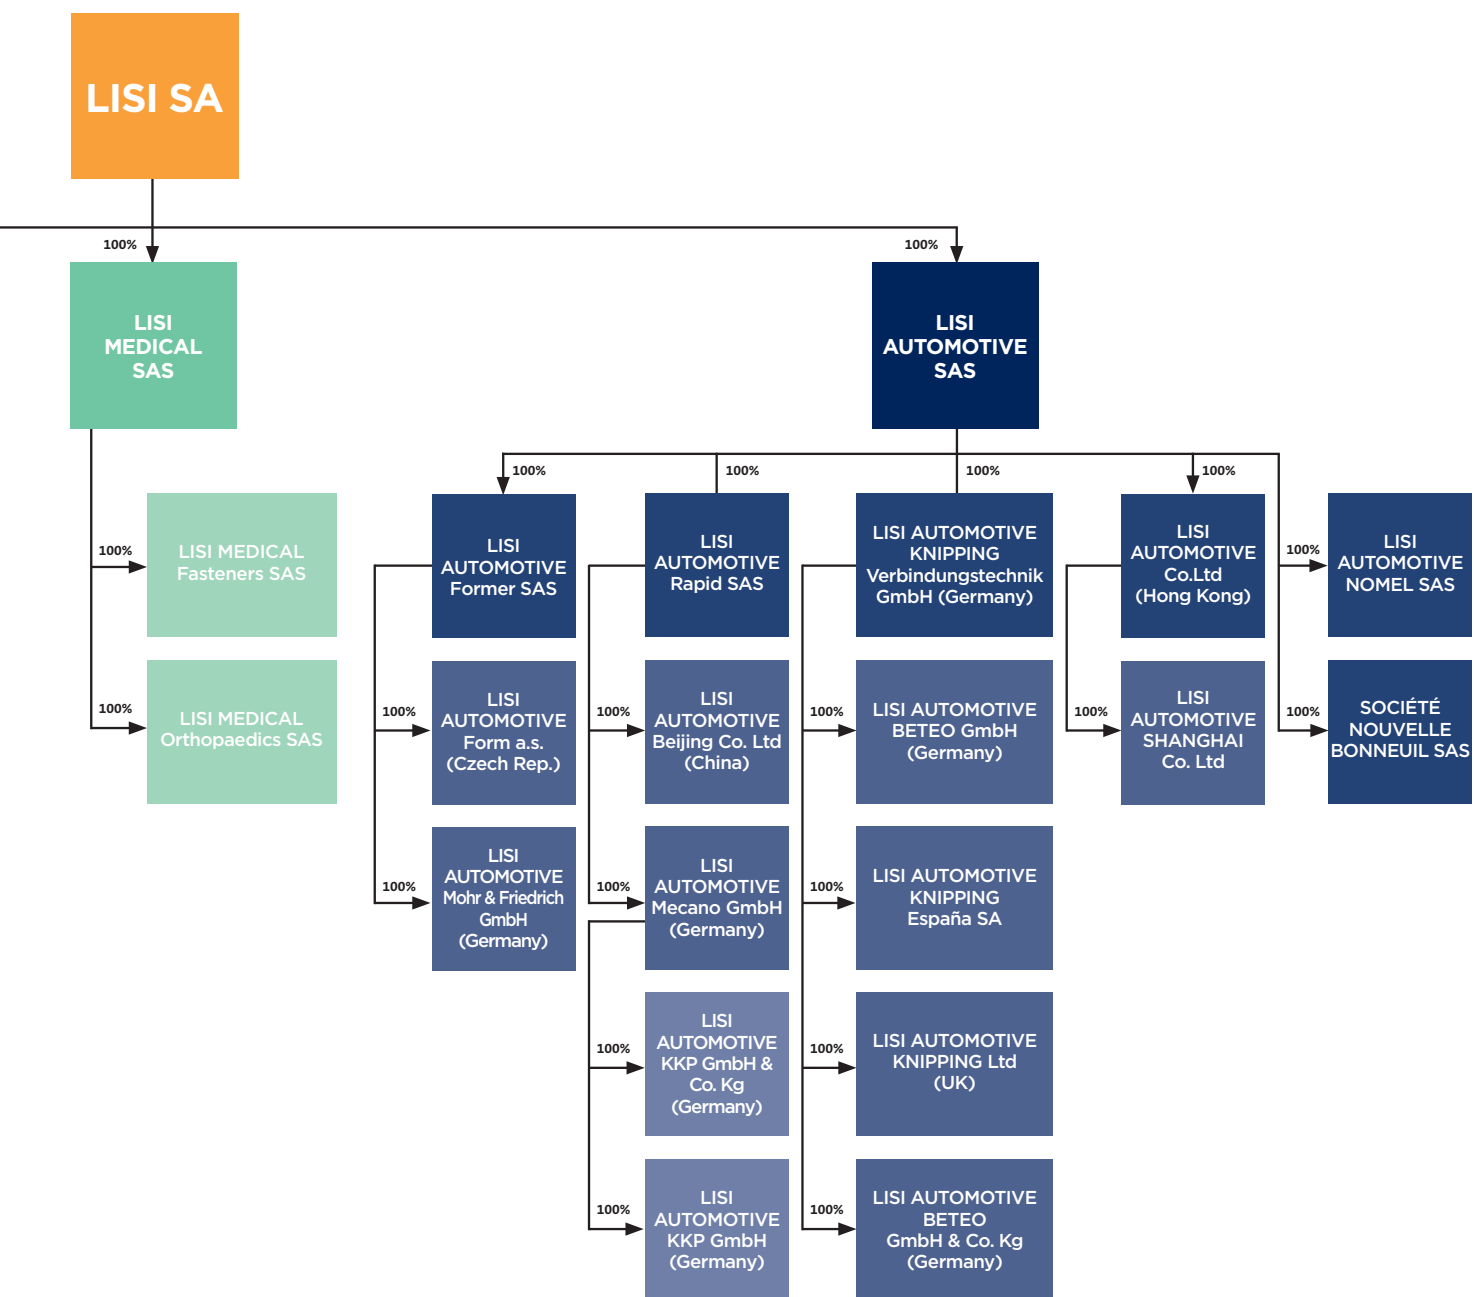 LISI SA
100%
100%
LISI
MEDICAL
SAS
LISI
AUTOMOTIVE
SAS
100%
100%
100%
100%
100%
LISI MEDICAL
Fasteners SAS
LISI
AUTOMOTIVE
Former SAS
LISI
AUTOMOTIVE
Rapid SAS
LISI AUTOMOTIVE
KNIPPING
Verbindungstechnik
GmbH (Germany)
LISI
AUTOMOTIVE
Co.Ltd
(Hong Kong)
100%
LISI
AUTOMOTIVE
NOMEL SAS
100%
LISI MEDICAL
Orthopaedics SAS
100%
LISI
AUTOMOTIVE
Form a.s.
(Czech Rep.)
100%
LISI
AUTOMOTIVE
Beijing Co. Ltd
(China)
100%
LISI AUTOMOTIVE
BETEO GmbH
(Germany)
100%
LISI
AUTOMOTIVE
SHANGHAI
Co. Ltd
100%
SOCIÉTÉ
NOUVELLE
BONNEUIL SAS
100%
LISI
AUTOMOTIVE
Mohr & Friedrich
GmbH
(Germany)
100%
LISI
AUTOMOTIVE
Mecano GmbH
(Germany)
100%
LISI AUTOMOTIVE
KNIPPING
España SA
100%
LISI
AUTOMOTIVE
KKP GmbH &
Co. Kg
(Germany)
100%
LISI AUTOMOTIVE
KNIPPING Ltd
(UK)
100%
LISI
AUTOMOTIVE
KKP GmbH
(Germany)
100%
LISI AUTOMOTIVE
BETEO
GmbH & Co. Kg
(Germany)